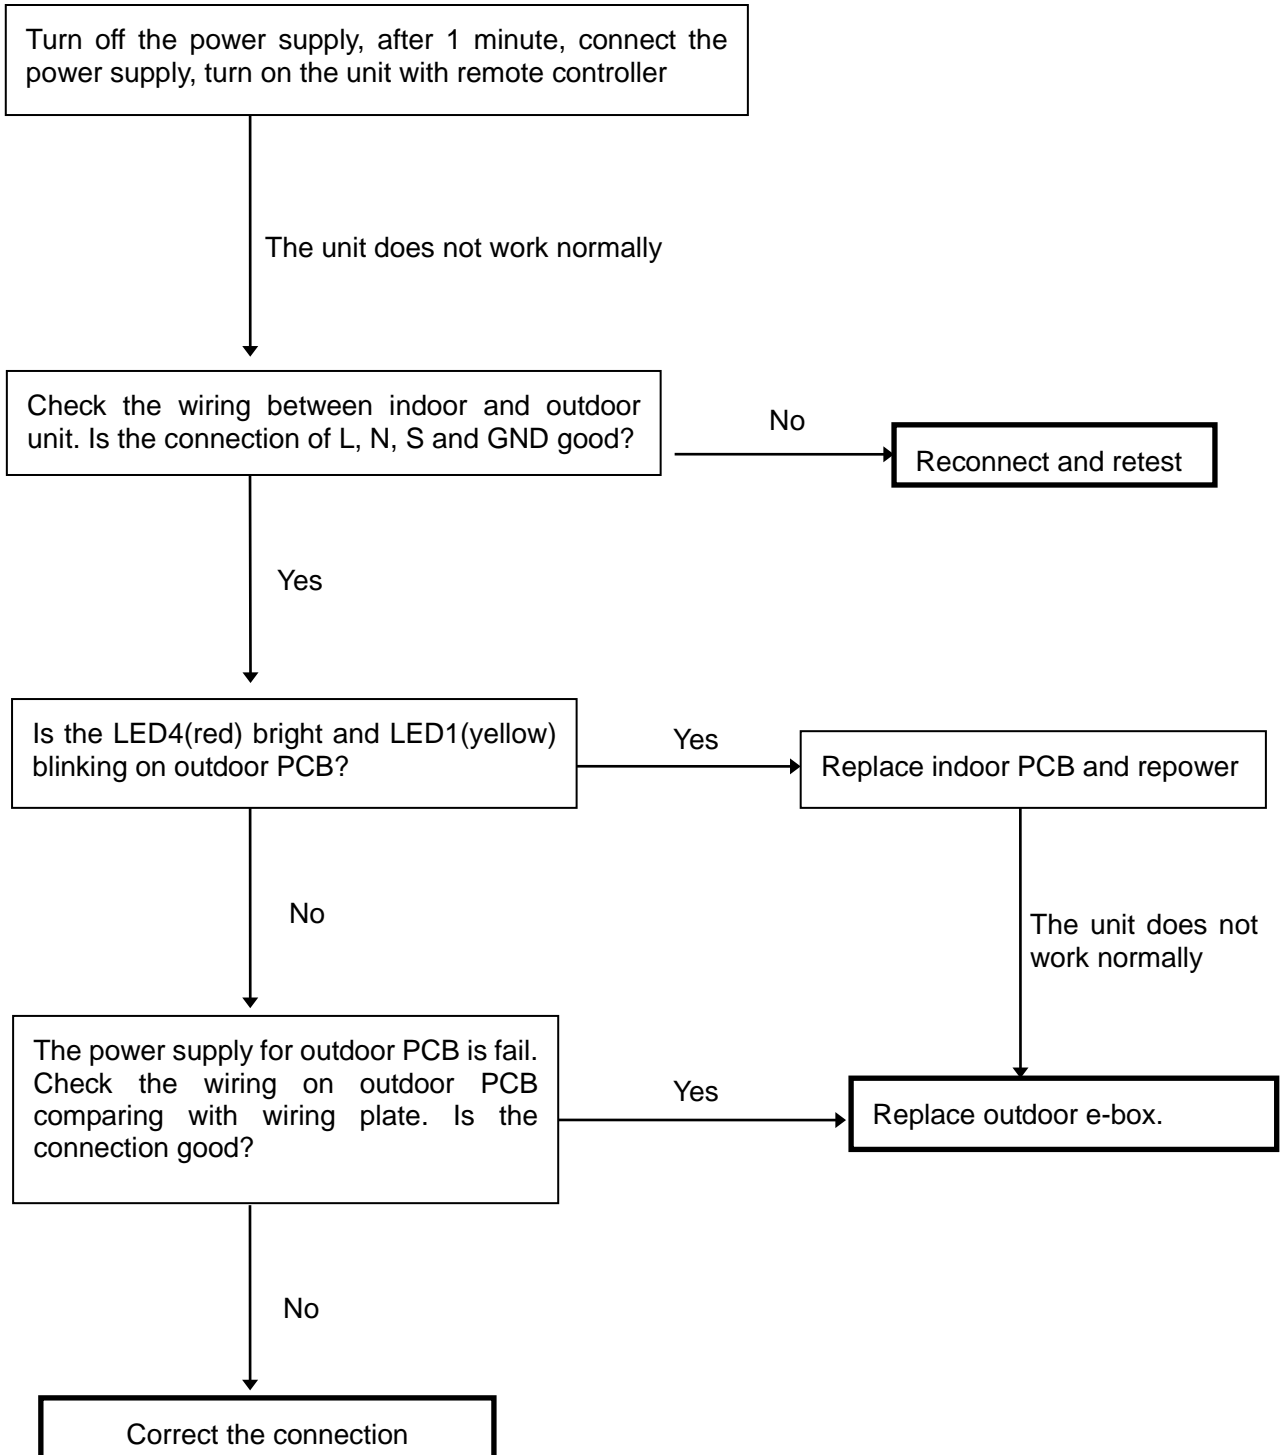 Turn off the power supply, after 1 minute, connect the
power supply, turn on the unit with remote controller
The unit does not work normally
Check the wiring between indoor and outdoor
unit. Is the connection of L, N, S and GND good?
No
Reconnect and retest
Yes
Is the LED4(red) bright and LED1(yellow)
blinking on outdoor PCB?
Yes
Replace indoor PCB and repower
No
The unit does not
work normally
The power supply for outdoor PCB is fail.
Check the wiring on outdoor PCB
comparing with wiring plate. Is the
connection good?
Yes
Replace outdoor e-box.
No
Correct the connection